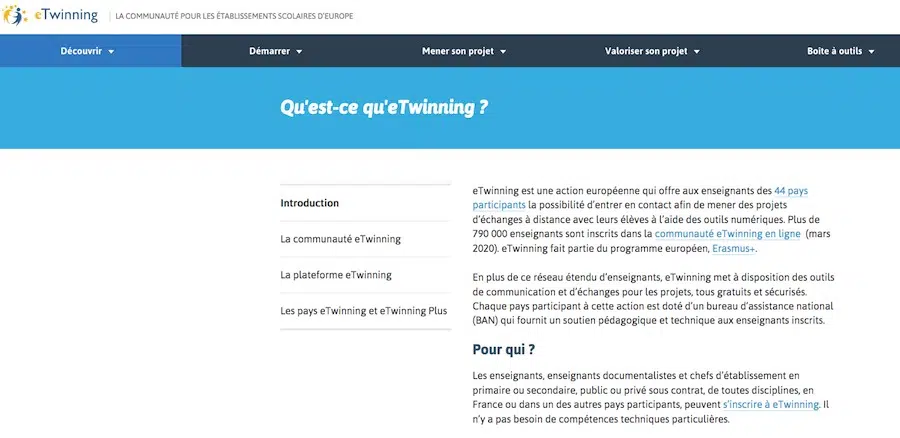 eTwinning LA COMMUNAUTÉ POUR LES ÉTABLISSEMENTS SCOLAIRES D'EUROPE
Découvrir Démarrer Mener son projet Valoriser son projet Boîte à outils
Qu'est-ce qu'eTwinning ?
Introduction
La communauté eTwinning
La plateforme eTwinning
Les pays eTwinning et eTwinning Plus
eTwinning est une action européenne qui offre aux enseignants des 44 pays
participants la possibilité d'entrer en contact afin de mener des projets
d'échanges à distance avec leurs élèves à l'aide des outils numériques. Plus de
790 000 enseignants sont inscrits dans la communauté eTwinning en ligne (mars
2020). eTwinning fait partie du programme européen, Erasmus+.
En plus de ce réseau étendu d'enseignants, eTwinning met à disposition des outils
de communication et d'échanges pour les projets, tous gratuits et sécurisés.
Chaque pays participant à cette action est doté d'un bureau d'assistance national
(BAN) qui fournit un soutien pédagogique et technique aux enseignants inscrits.
Pour qui ?
Les enseignants, enseignants documentalistes et chefs d'établissement en
primaire ou secondaire, public ou privé sous contrat, de toutes disciplines, en
France ou dans un des autres pays participants, peuvent s'inscrire à eTwinning. Il
n'y a pas besoin de compétences techniques particulières.